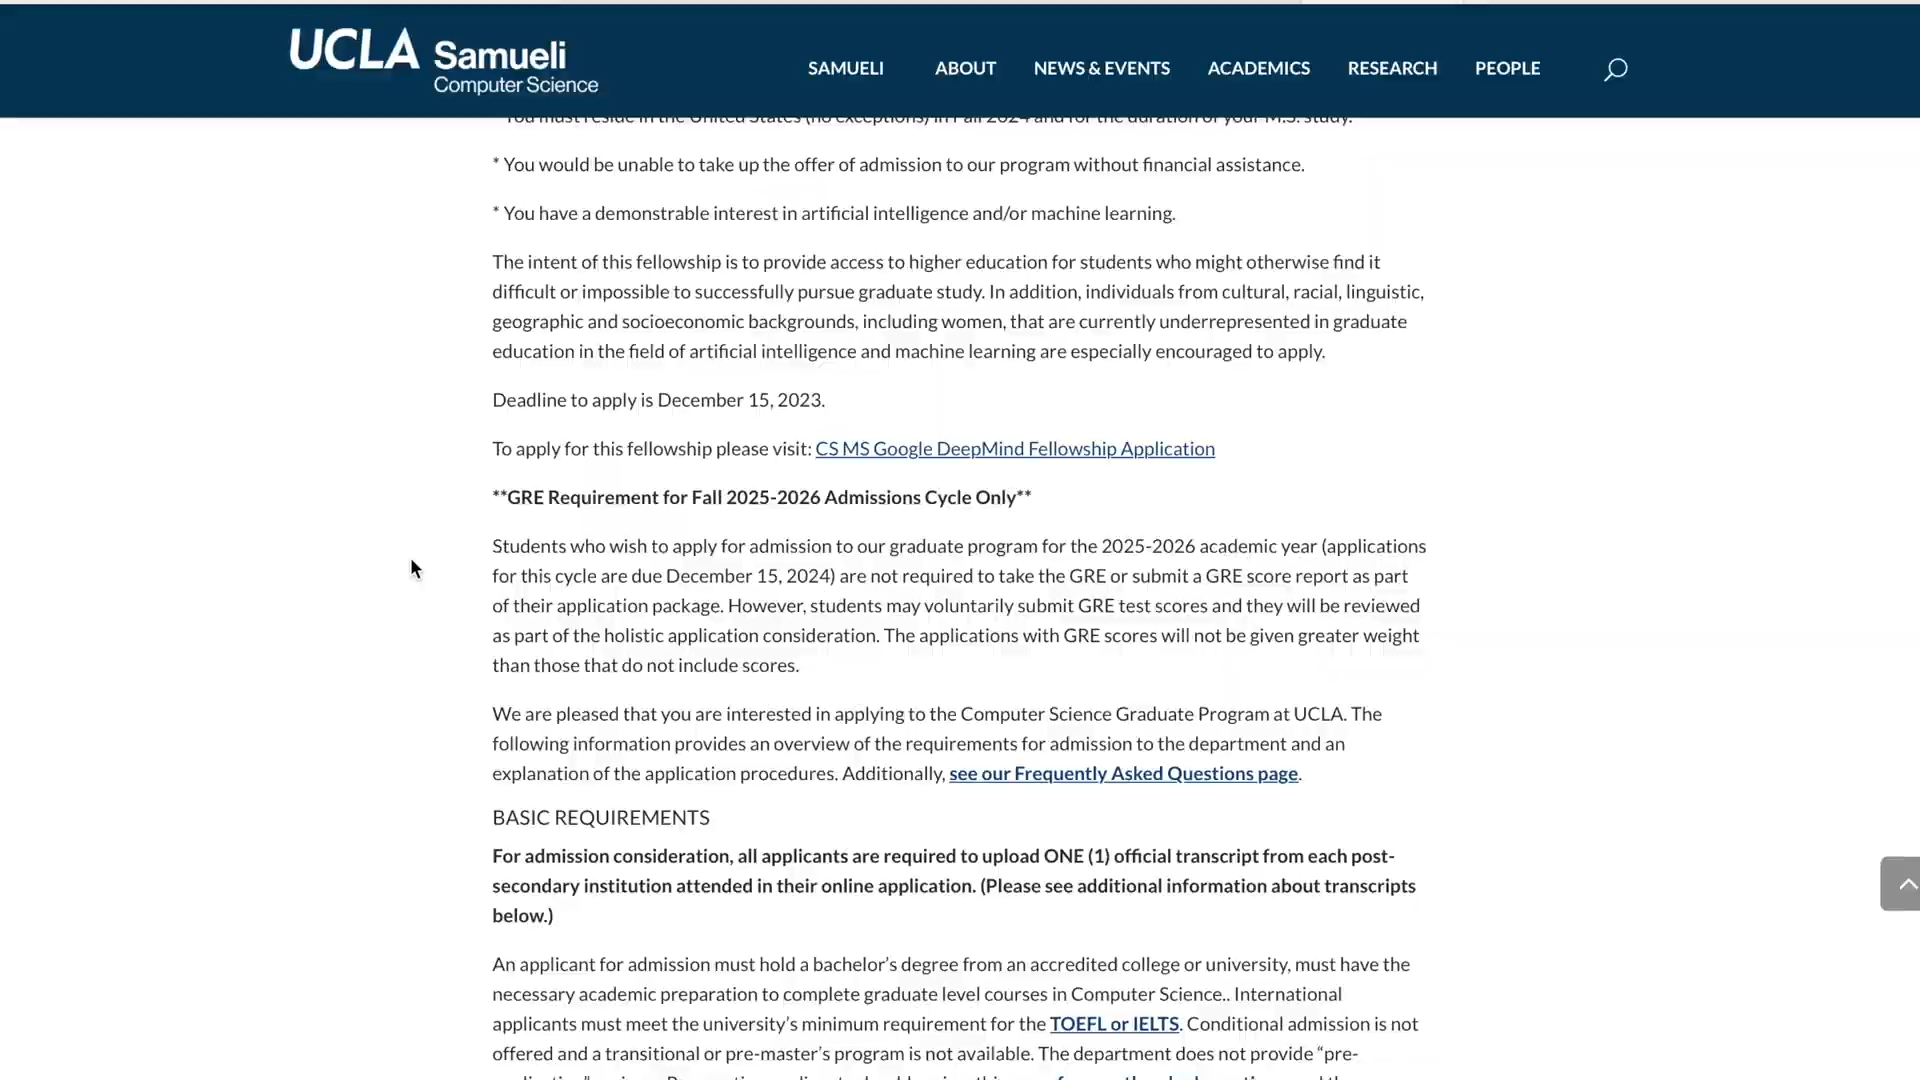 UCLA Samueli
Computer Science
SAMUELI ABOUT NEWS & EVENTS ACADEMICS RESEARCH PEOPLE
* You must reside in the United States (no exceptions) in Fall 2024 and for the duration of your M.S. study.
* You would be unable to take up the offer of admission to our program without financial assistance.
* You have a demonstrable interest in artificial intelligence and/or machine learning.
The intent of this fellowship is to provide access to higher education for students who might otherwise find it
difficult or impossible to successfully pursue graduate study. In addition, individuals from cultural, racial, linguistic,
geographic and socioeconomic backgrounds, including women, that are currently underrepresented in graduate
education in the field of artificial intelligence and machine learning are especially encouraged to apply.
Deadline to apply is December 15, 2023.
To apply for this fellowship please visit: CS MS Google DeepMind Fellowship Application
**GRE Requirement for Fall 2025-2026 Admissions Cycle Only**
Students who wish to apply for admission to our graduate program for the 2025-2026 academic year (applications
for this cycle are due December 15, 2024) are not required to take the GRE or submit a GRE score report as part
of their application package. However, students may voluntarily submit GRE test scores and they will be reviewed
as part of the holistic application consideration. The applications with GRE scores will not be given greater weight
than those that do not include scores.
We are pleased that you are interested in applying to the Computer Science Graduate Program at UCLA. The
following information provides an overview of the requirements for admission to the department and an
explanation of the application procedures. Additionally, see our Frequently Asked Questions page.
BASIC REQUIREMENTS
For admission consideration, all applicants are required to upload ONE (1) official transcript from each post-
secondary institution attended in their online application. (Please see additional information about transcripts
below.)
An applicant for admission must hold a bachelor’s degree from an accredited college or university, must have the
necessary academic preparation to complete graduate level courses in Computer Science.. International
applicants must meet the university’s minimum requirement for the TOEFL or IELTS. Conditional admission is not
offered and a transitional or pre-master’s program is not available. The department does not provide “pre-